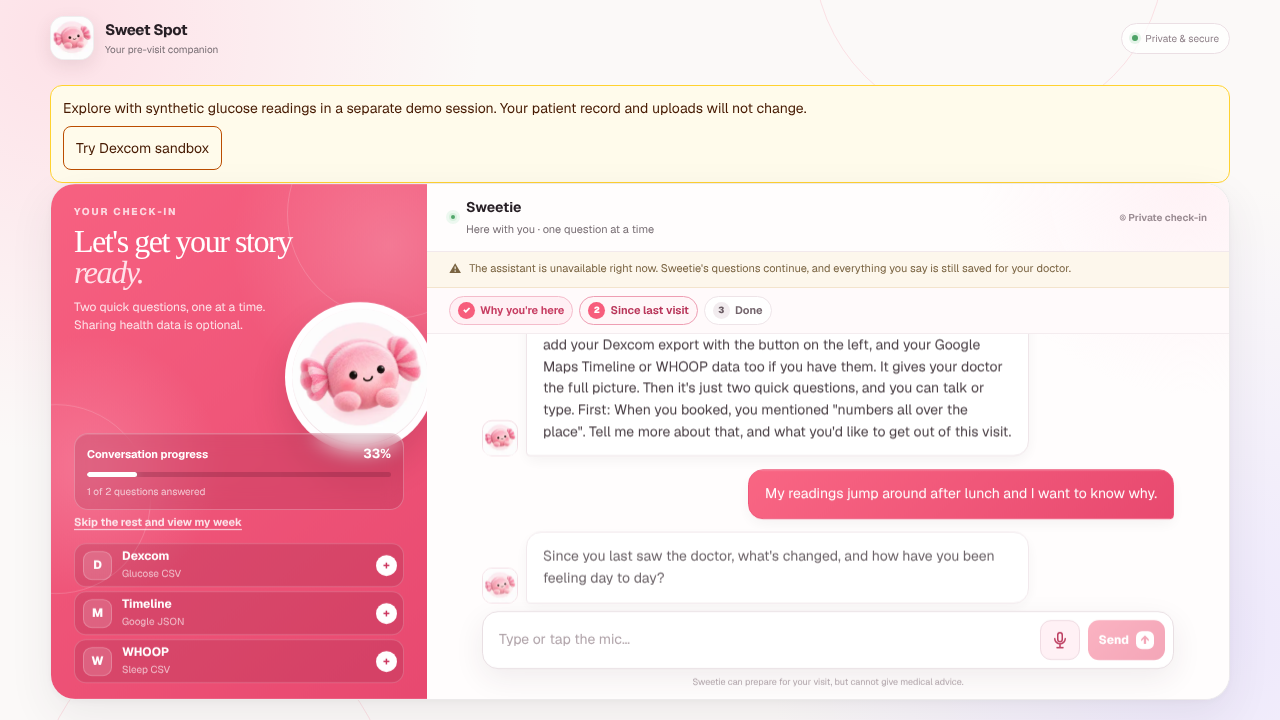 Sweet Spot
Your pre-visit companion
Private & secure
Explore with synthetic glucose readings in a separate demo session. Your patient record and uploads will not change.
Try Dexcom sandbox
YOUR CHECK-IN
Let's get your story
ready.
Two quick questions, one at a time.
Sharing health data is optional.
Conversation progress
33%
1 of 2 questions answered
Skip the rest and view my week
D
Dexcom
Glucose CSV
+
M
Timeline
Google JSON
+
W
WHOOP
Sleep CSV
+
Sweetie
Here with you · one question at a time
Private check-in
The assistant is unavailable right now. Sweetie's questions continue, and everything you say is still saved for your doctor.
Why you're here
2 Since last visit
3 Done
add your Dexcom export with the button on the left, and your Google
Maps Timeline or WHOOP data too if you have them. It gives your doctor
the full picture. Then it's just two quick questions, and you can talk or
type. First: When you booked, you mentioned "numbers all over the
place". Tell me more about that, and what you'd like to get out of this visit.
My readings jump around after lunch and I want to know why.
Since you last saw the doctor, what's changed, and how have you been
feeling day to day?
Type or tap the mic...
Send
Sweetie can prepare for your visit, but cannot give medical advice.